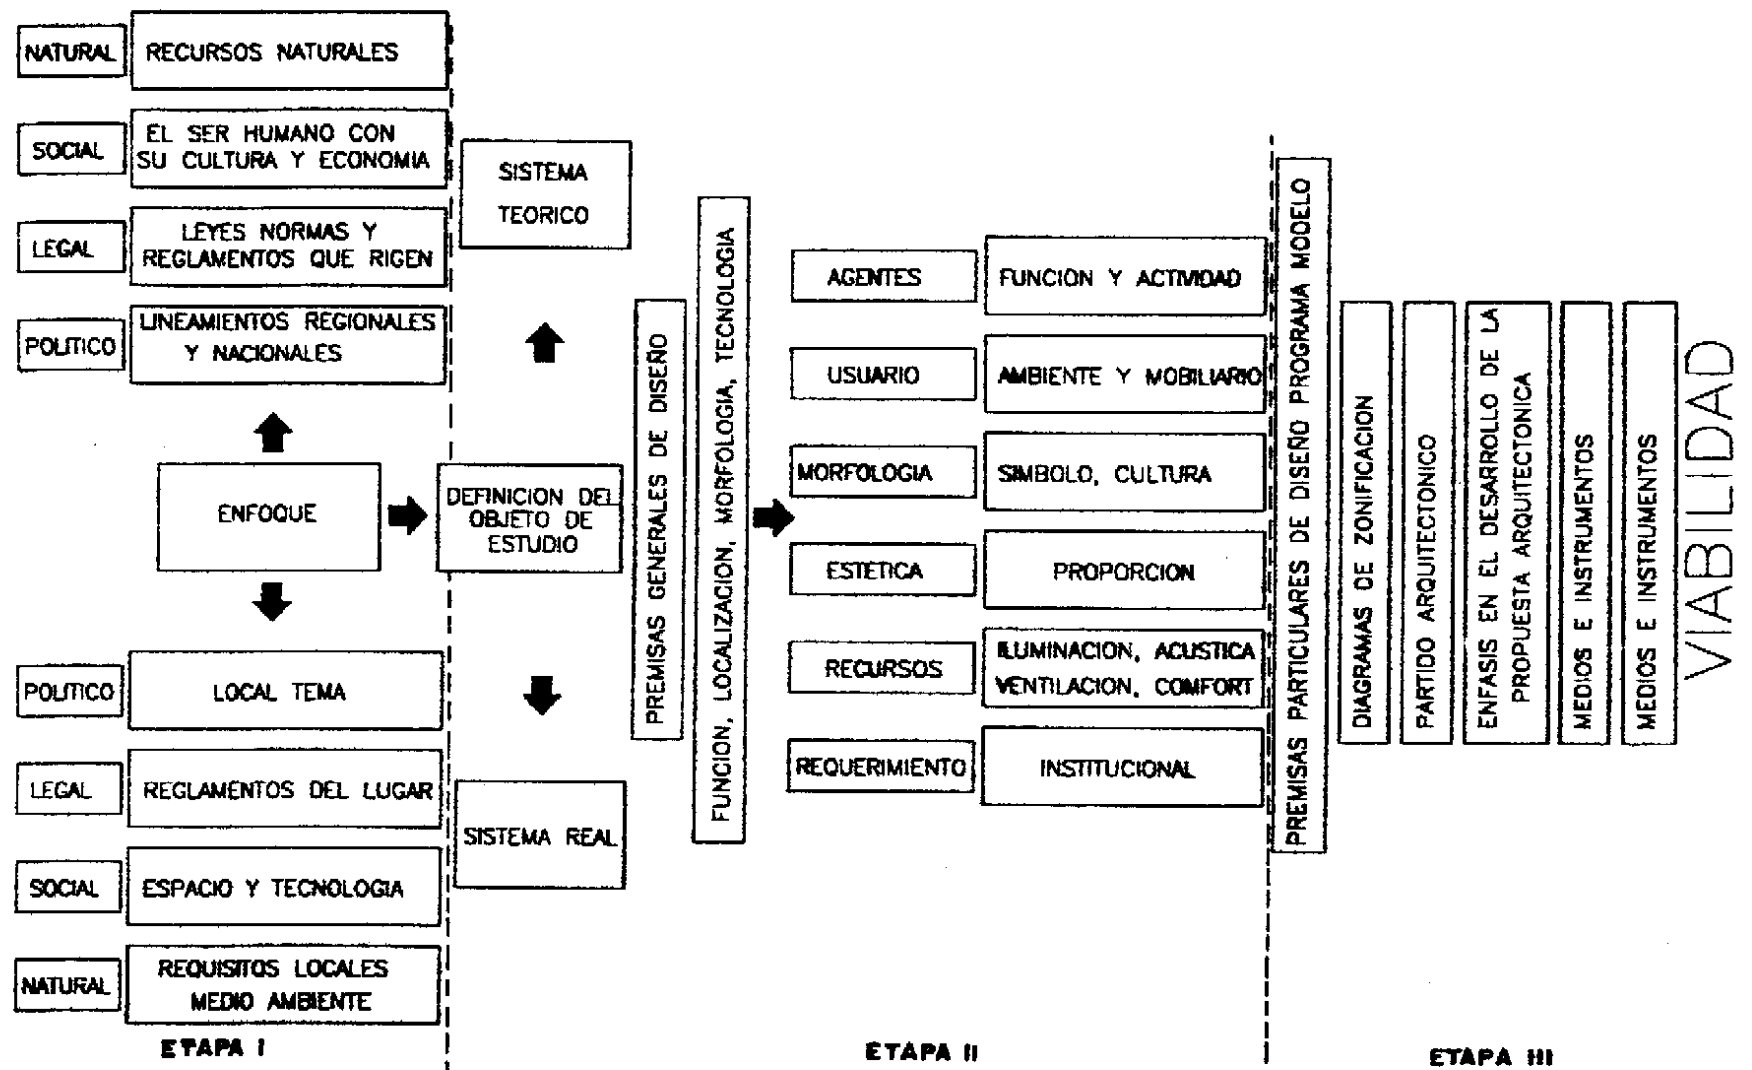 NATURAL
RECURSOS NATURALES
SOCIAL
EL SER HUMANO CON
SU CULTURA Y ECONOMIA
LEGAL
LEYES NORMAS Y
REGLAMENTOS QUE RIGEN
POLITICO
LINEAMIENTOS REGIONALES
Y NACIONALES
ENFOQUE
POLITICO
LOCAL TEMA
LEGAL
REGLAMENTOS DEL LUGAR
SOCIAL
ESPACIO Y TECNOLOGIA
NATURAL
REQUISITOS LOCALES
MEDIO AMBIENTE
ETAPA I
SISTEMA
TEORICO
DEFINICION DEL
OBJETO DE
ESTUDIO
SISTEMA REAL
PREMISAS GENERALES DE DISEÑO
FUNCION, LOCALIZACION, MORFOLOGIA, TECNOLOGIA
AGENTES
FUNCION Y ACTIVIDAD
USUARIO
AMBIENTE Y MOBILIARIO
MORFOLOGIA
SIMBOLO, CULTURA
ESTETICA
PROPORCION
RECURSOS
ILUMINACION, ACUSTICA
VENTILACION, COMFORT
REQUERIMIENTO
INSTITUCIONAL
ETAPA II
PREMISAS PARTICULARES DE DISEÑO PROGRAMA MODELO
DIAGRAMAS DE ZONIFICACION
PARTIDO ARQUITECTONICO
ENFASIS EN EL DESARROLLO DE LA
PROPUESTA ARQUITECTONICA
MEDIOS E INSTRUMENTOS
MEDIOS E INSTRUMENTOS
VIABILIDAD
ETAPA III